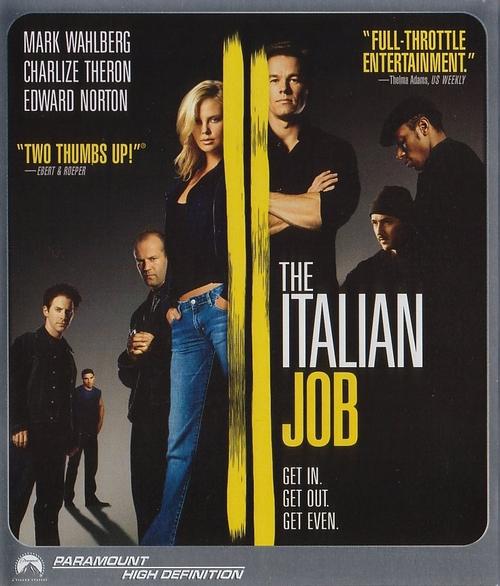 MARK WAHLBERG
CHARLIZE THERON
EDWARD NORTON
"TWO THUMBS UP!"®
—EBERT & ROEPER
"FULL-THROTTLE
ENTERTAINMENT."
—Thelma Adams, US WEEKLY
THE
ITALIAN
JOB
GET IN.
GET OUT.
GET EVEN.
PARAMOUNT
HIGH DEFINITION